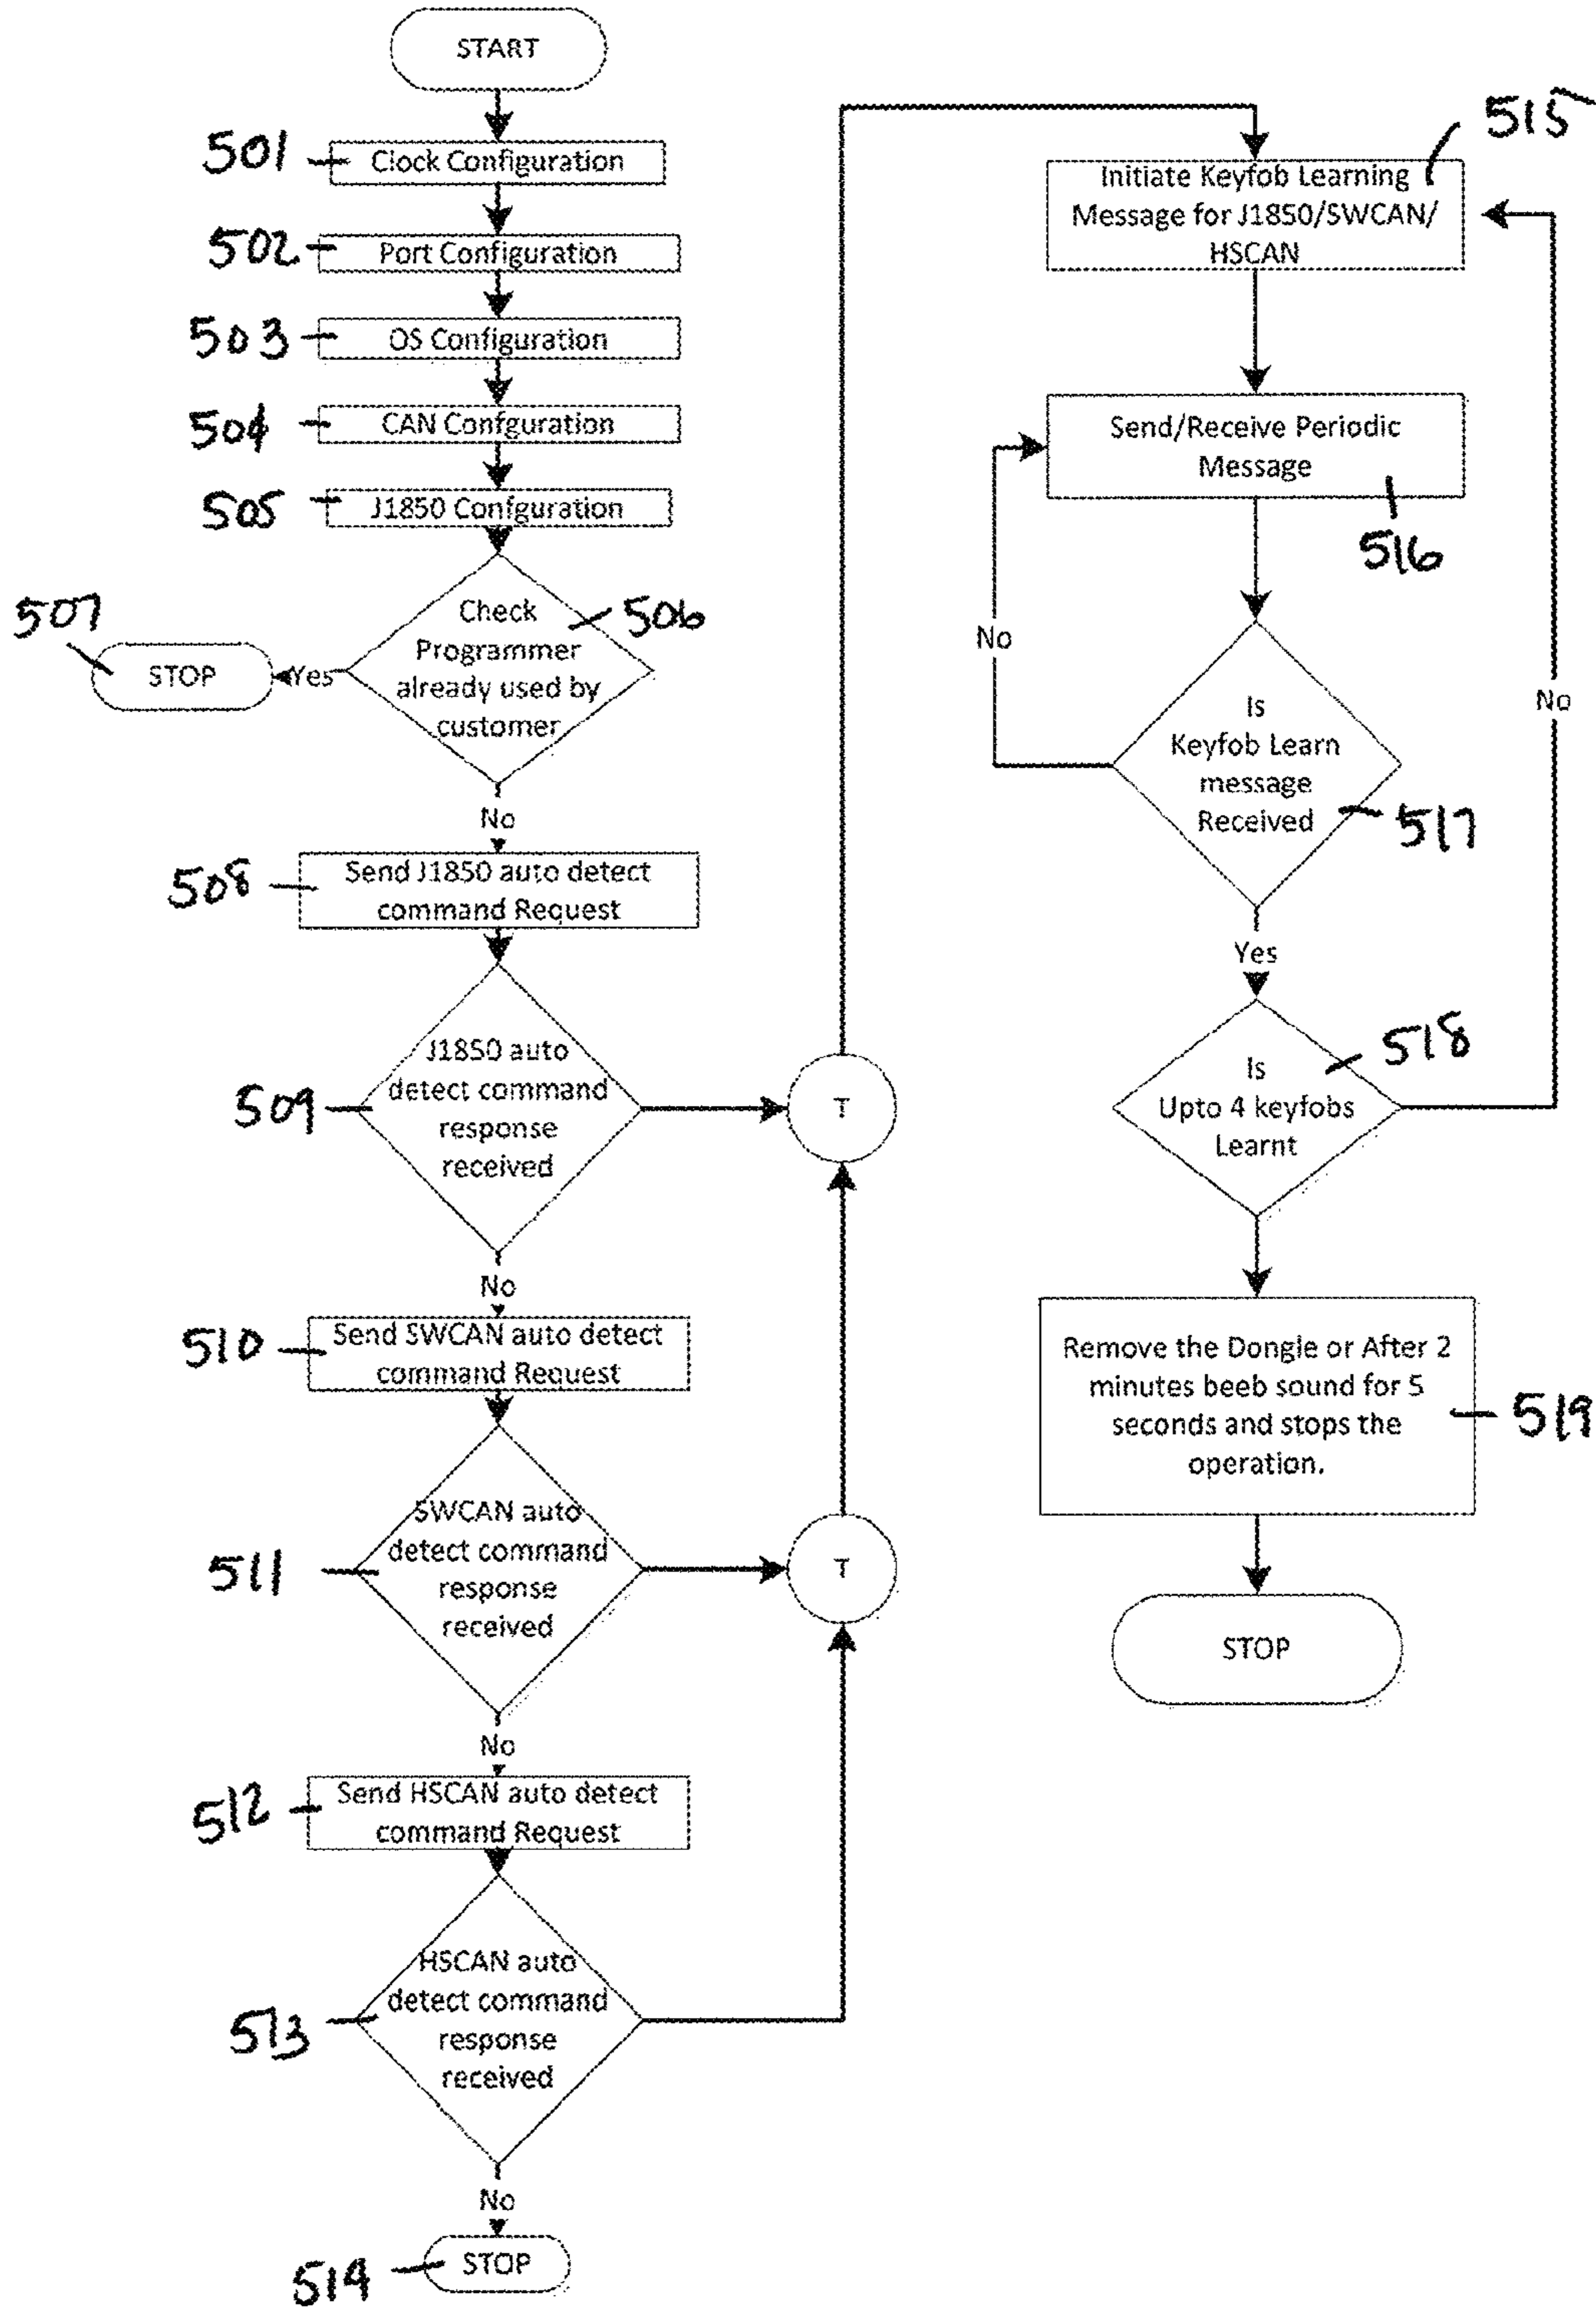 START
501
Clock Configuration
502
Port Configuration
503
OS Configuration
504
CAN Confguration
505
J1850 Configuration
507
STOP
Yes
Check
Programmer
already used by
customer
506
No
508
Send J1850 auto detect
command Request
509
J1850 auto
detect command
response
received
T
No
510
Send SWCAN auto detect
command Request
511
SWCAN auto
detect command
response
received
T
No
512
Send HSCAN auto detect
command Request
513
HSCAN auto
detect command
response
received
No
514
STOP
515
Initiate Keyfob Learning
Message for J1850/SWCAN/
HSCAN
Send/Receive Periodic
Message
516
No
Is
Keyfob Learn
message
Received
517
No
Yes
518
Is
Upto 4 keyfobs
Learnt
Remove the Dongle or After 2
minutes beeb sound for 5
seconds and stops the
operation.
519
STOP